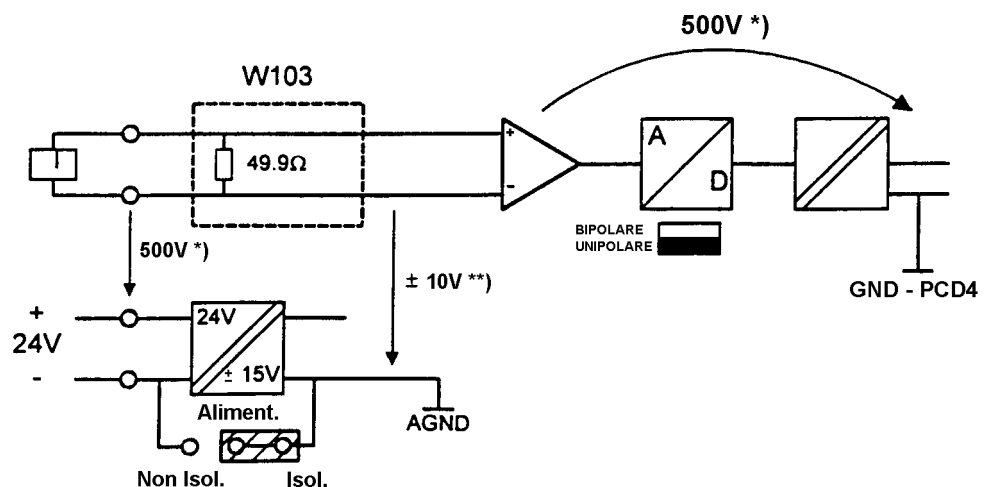 500V *)
W103
+
49.9Ω
-
A
D
BIPOLARE
UNIPOLARE
500V *)
± 10V **)
GND - PCD4
+
24V
-
24V
± 15V
Aliment.
AGND
Non Isol.
Isol.